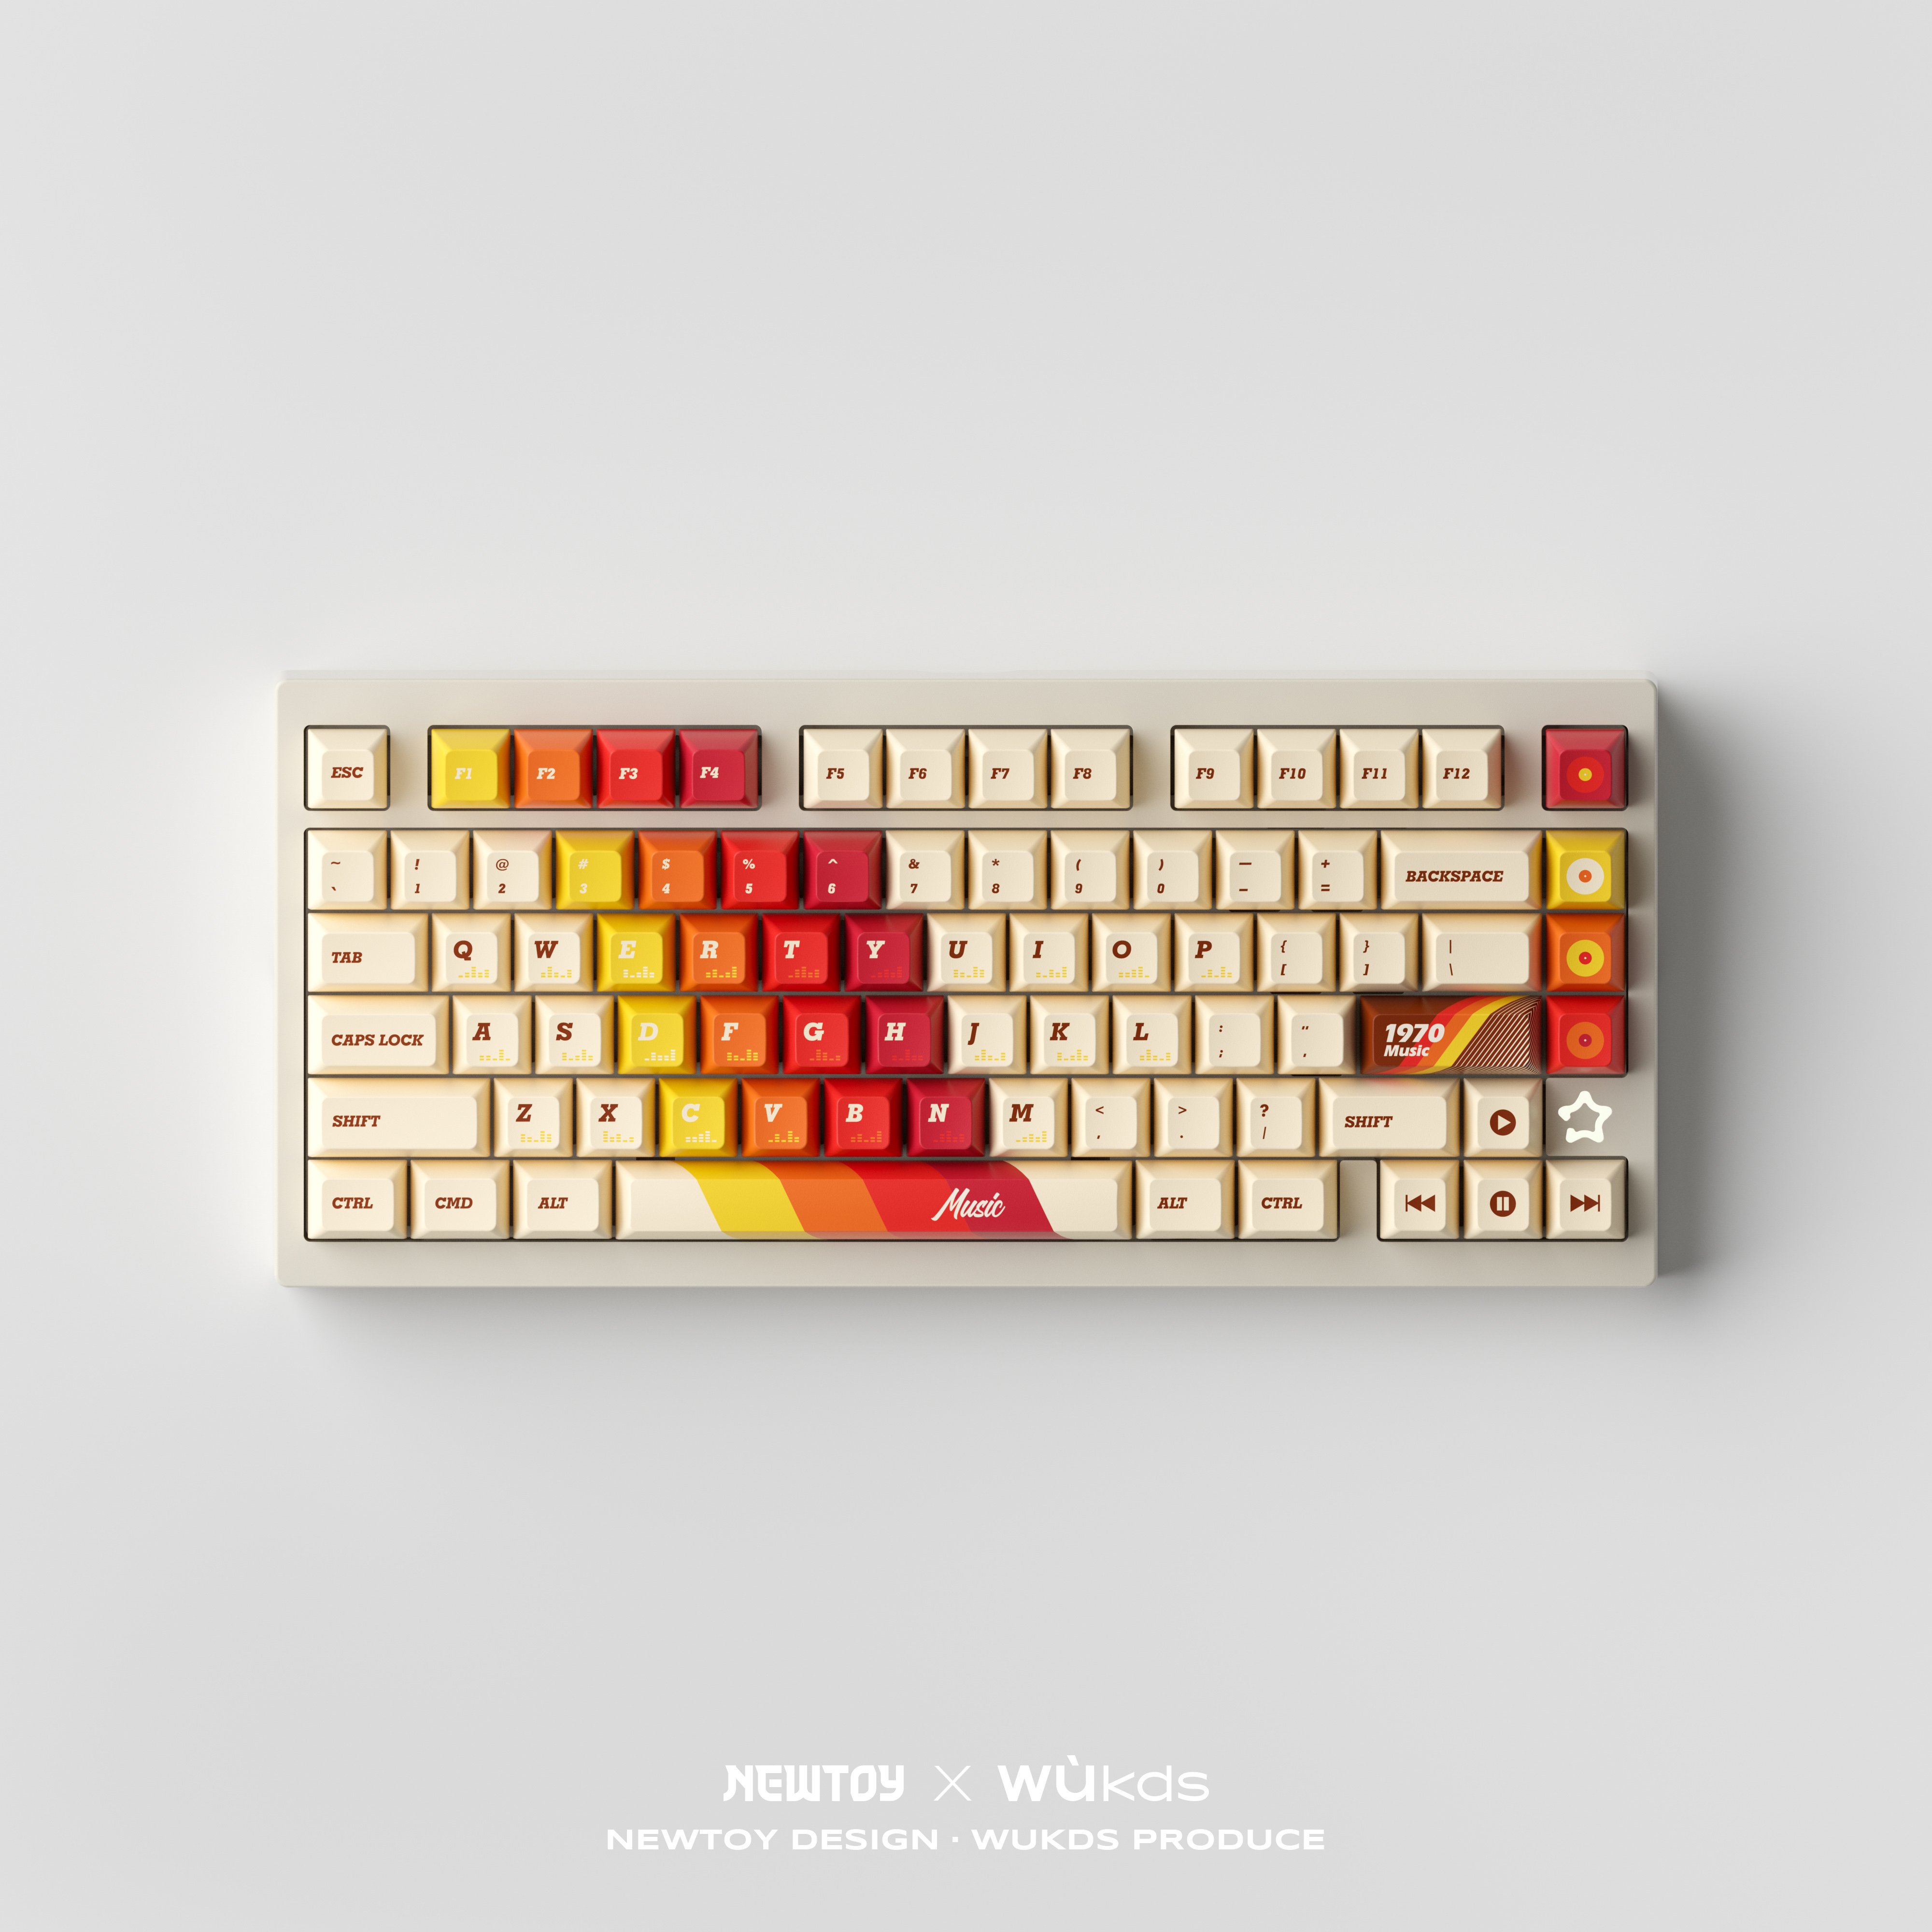 ESC F1 F2 F3 F4 F5 F6 F7 F8 F9 F10 F11 F12
~ ! @ # $ % ^ & * ( ) — +
` 1 2 3 4 5 6 7 8 9 0 – = BACKSPACE
TAB Q W E R T Y U I O P { } |
[ ] \
CAPS LOCK A S D F G H J K L : " 1970
; , Music
SHIFT Z X C V B N M < > ? SHIFT
, . /
CTRL CMD ALT Music ALT CTRL
NEWTOY X Wùkds
NEWTOY DESIGN · WUKDS PRODUCE